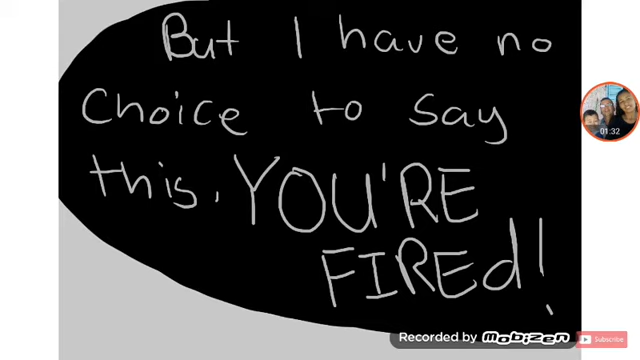 But I have no
Choice to say
this, YOU'RE
FIREd!
01:32
Recorded by mobizen
Subscribe